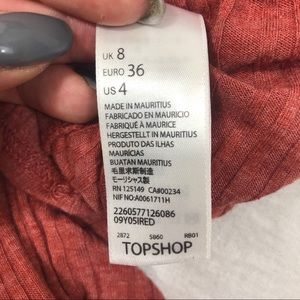 UK 8
EURO 36
US 4
MADE IN MAURITIUS
FABRICADO EN MAURICIO
FABRIQUÉ À MAURICE
HERGESTELLT IN MAURITIUS
PRODUTO DAS ILHAS
MAURÍCIAS
BUATAN MAURITIUS
毛里求斯制造
モーリシャス製
RN 125149 CA#00234
NIF NO:A0061711H
2260577126086
09Y05IRED
2872 5860 RB01
TOPSHOP